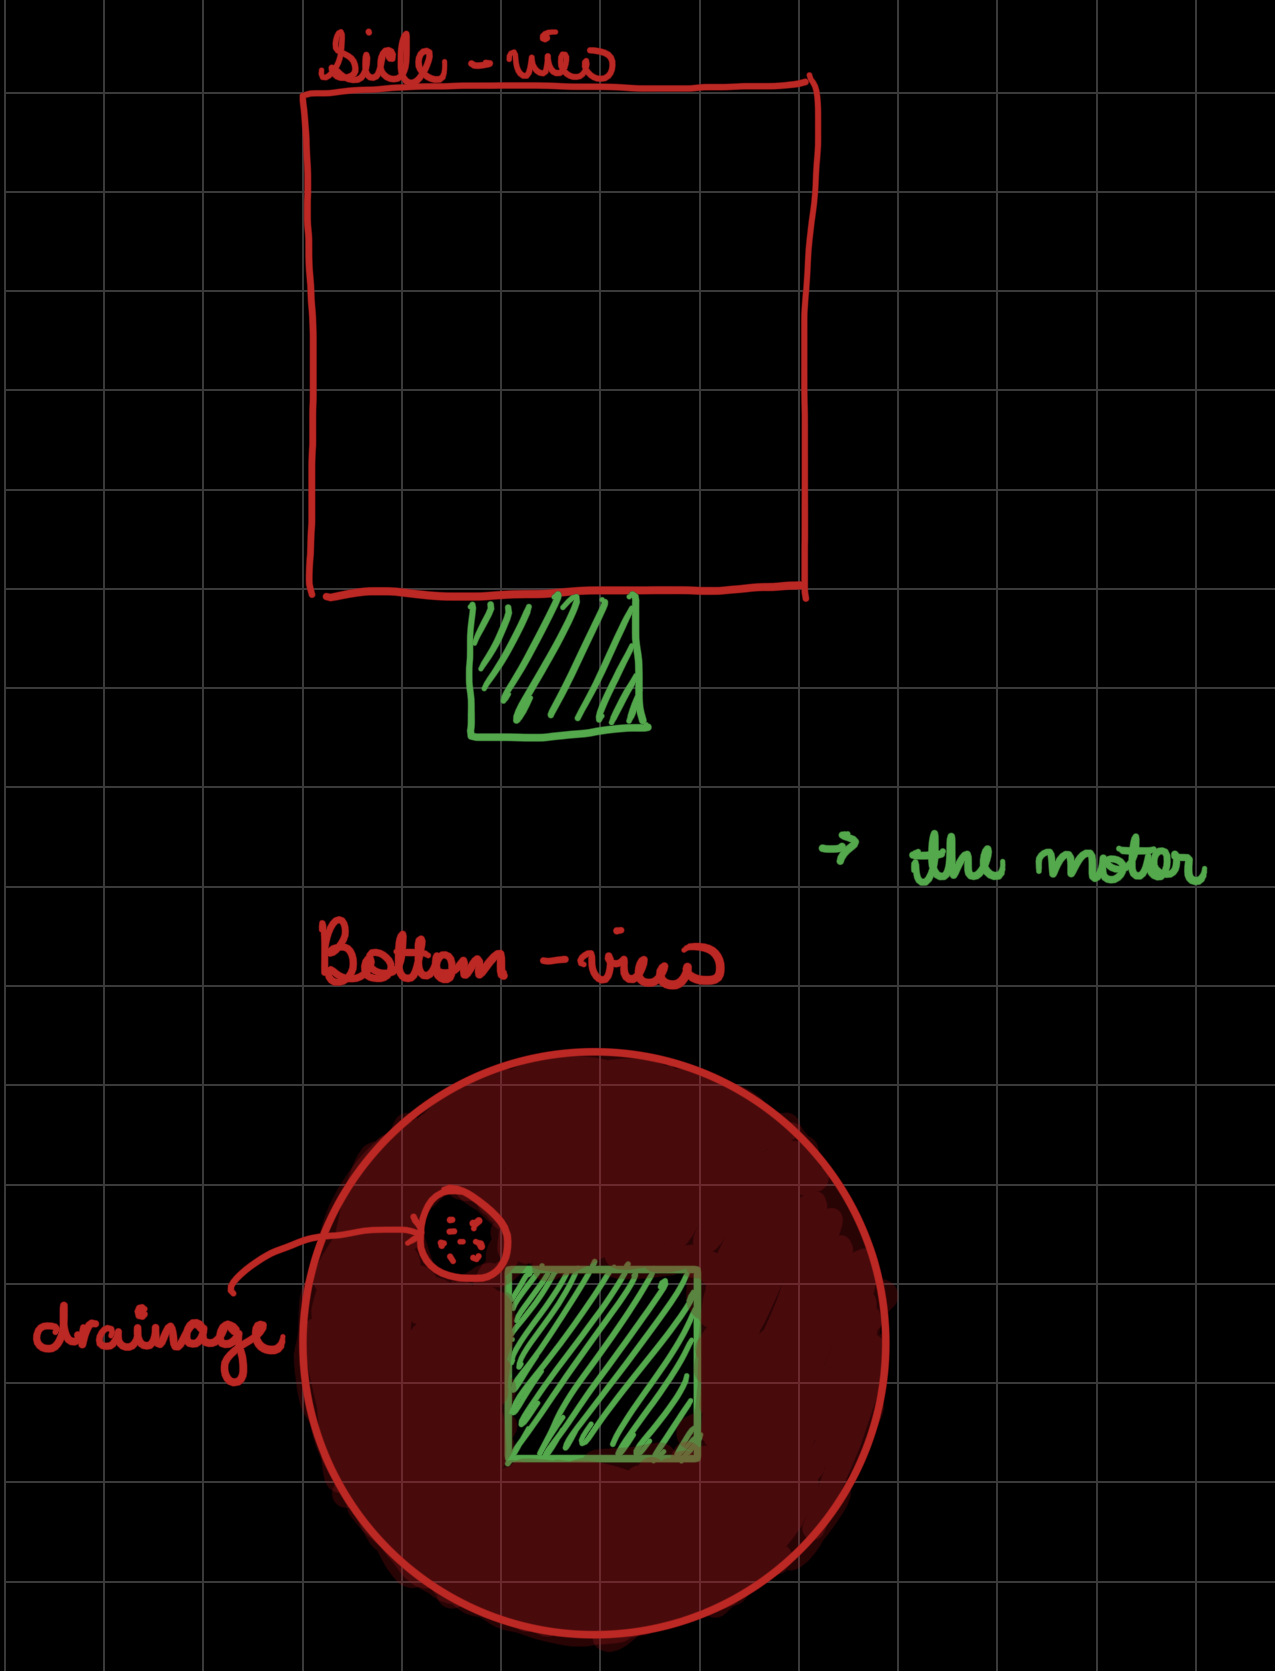 Side - view
→ the motor
Bottom - view
drainage